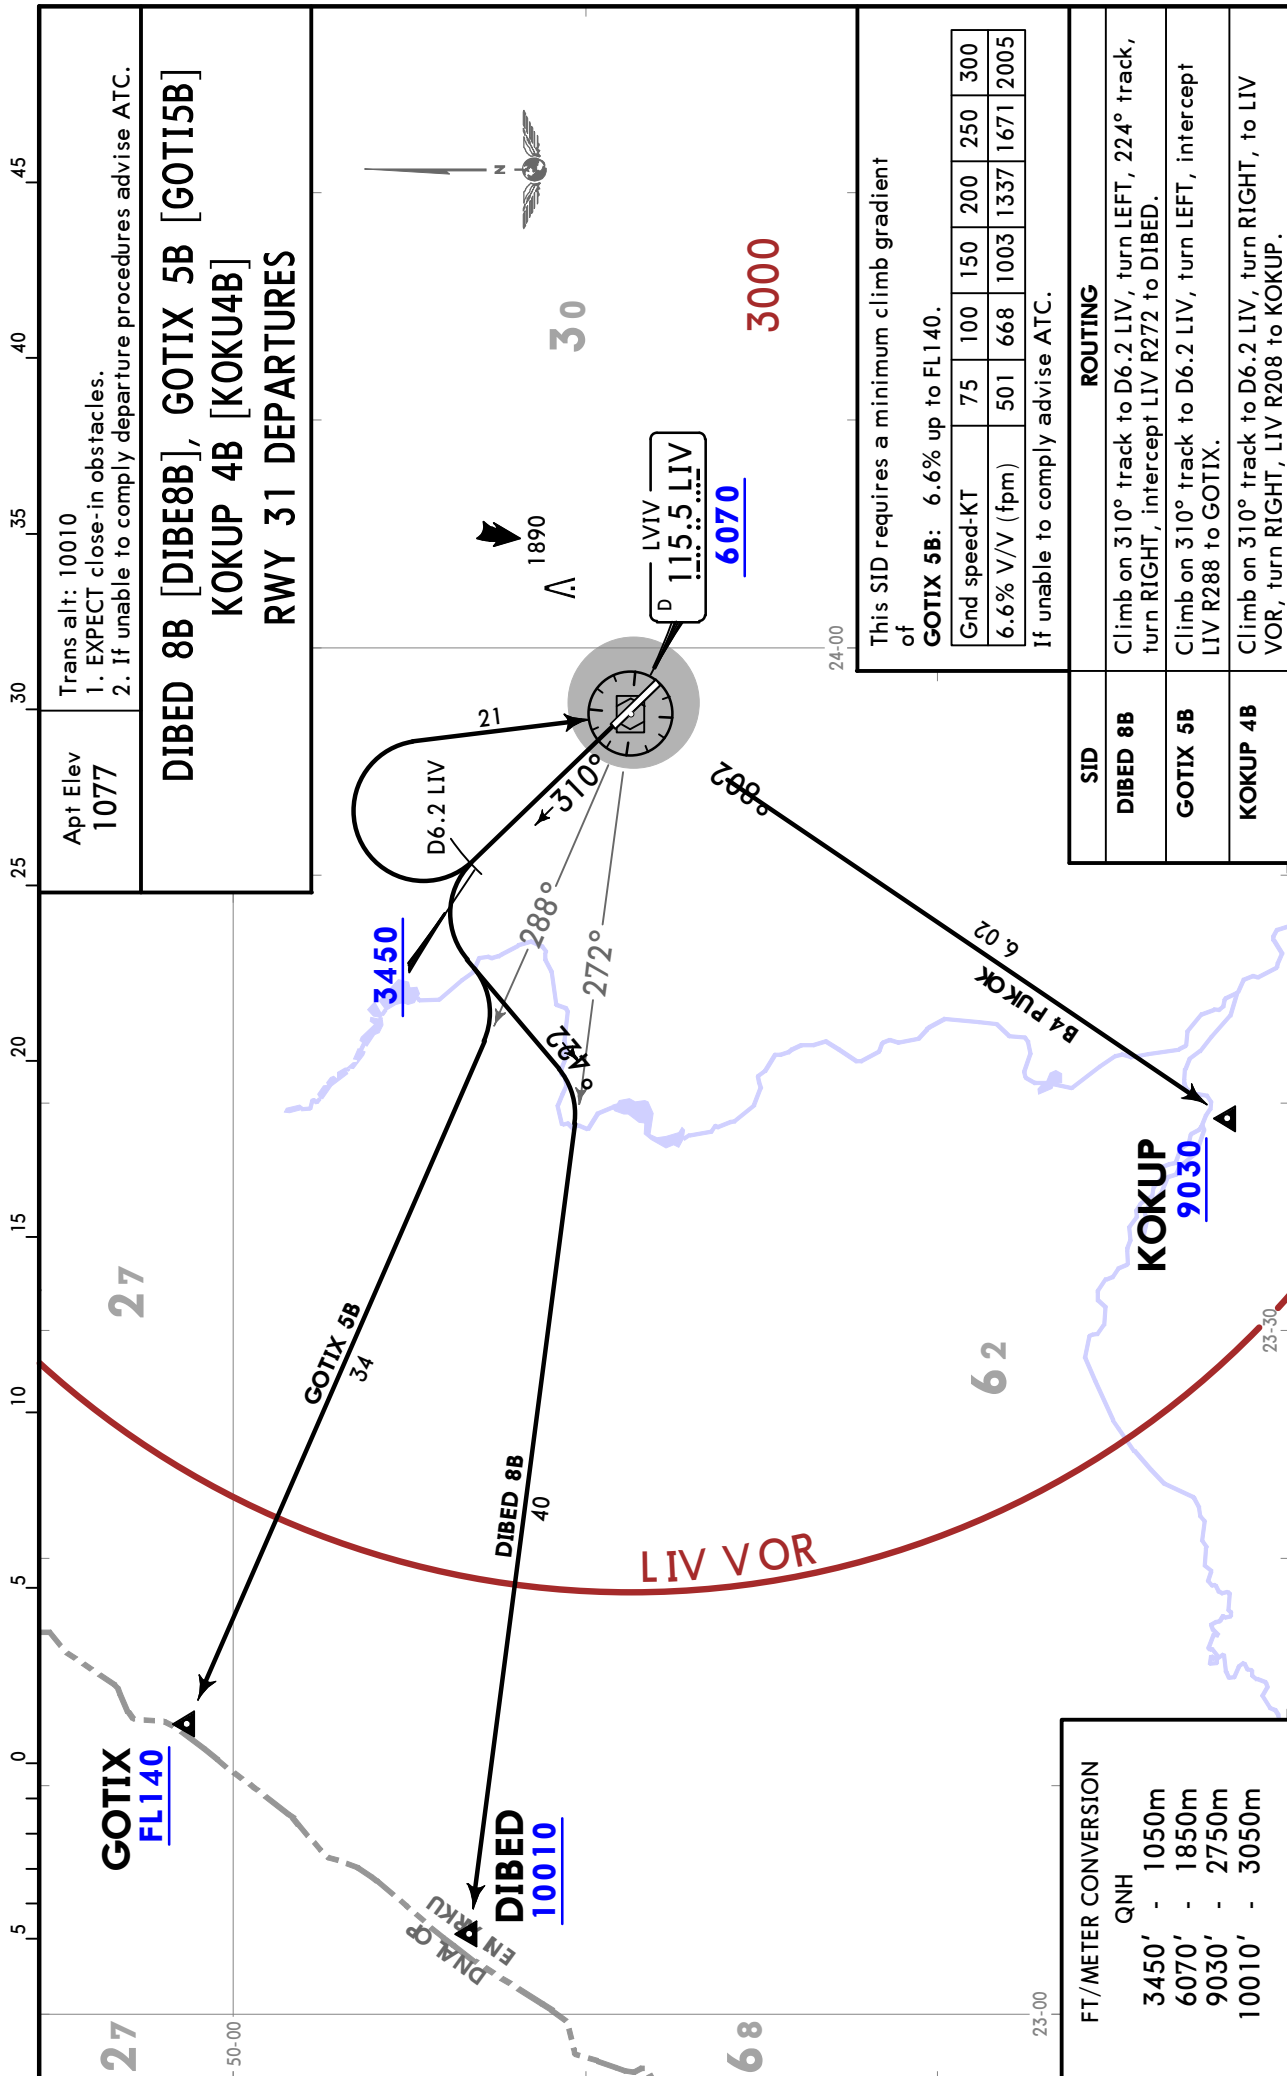 Apt Elev
1077
Trans alt: 10010
1. EXPECT close-in obstacles.
2. If unable to comply departure procedures advise ATC.
DIBED 8B [DIBE8B], GOTIX 5B [GOTI5B]
KOKUP 4B [KOKU4B]
RWY 31 DEPARTURES
5
0
5
10
15
20
25
30
35
40
45
N
27
27
30
3000
62
68
50-00
23-00
23-30
24-00
GOTIX
FL140
DIBED
10010
KOKUP
9030
GOTIX 5B
34
DIBED 8B
40
3450
D6.2 LIV
21
310°
288°
272°
1890
LVIV
D 115.5 LIV
6070
LIV VOR
This SID requires a minimum climb gradient
of
GOTIX 5B: 6.6% up to FL140.
Gnd speed-KT 75 100 150 200 250 300
6.6% V/V (fpm) 501 668 1003 1337 1671 2005
If unable to comply advise ATC.
SID ROUTING
DIBED 8B Climb on 310° track to D6.2 LIV, turn LEFT, 224° track,
turn RIGHT, intercept LIV R272 to DIBED.
GOTIX 5B Climb on 310° track to D6.2 LIV, turn LEFT, intercept
LIV R288 to GOTIX.
KOKUP 4B Climb on 310° track to D6.2 LIV, turn RIGHT, to LIV
VOR, turn RIGHT, LIV R208 to KOKUP.
FT/METER CONVERSION
QNH
3450' - 1050m
6070' - 1850m
9030' - 2750m
10010' - 3050m